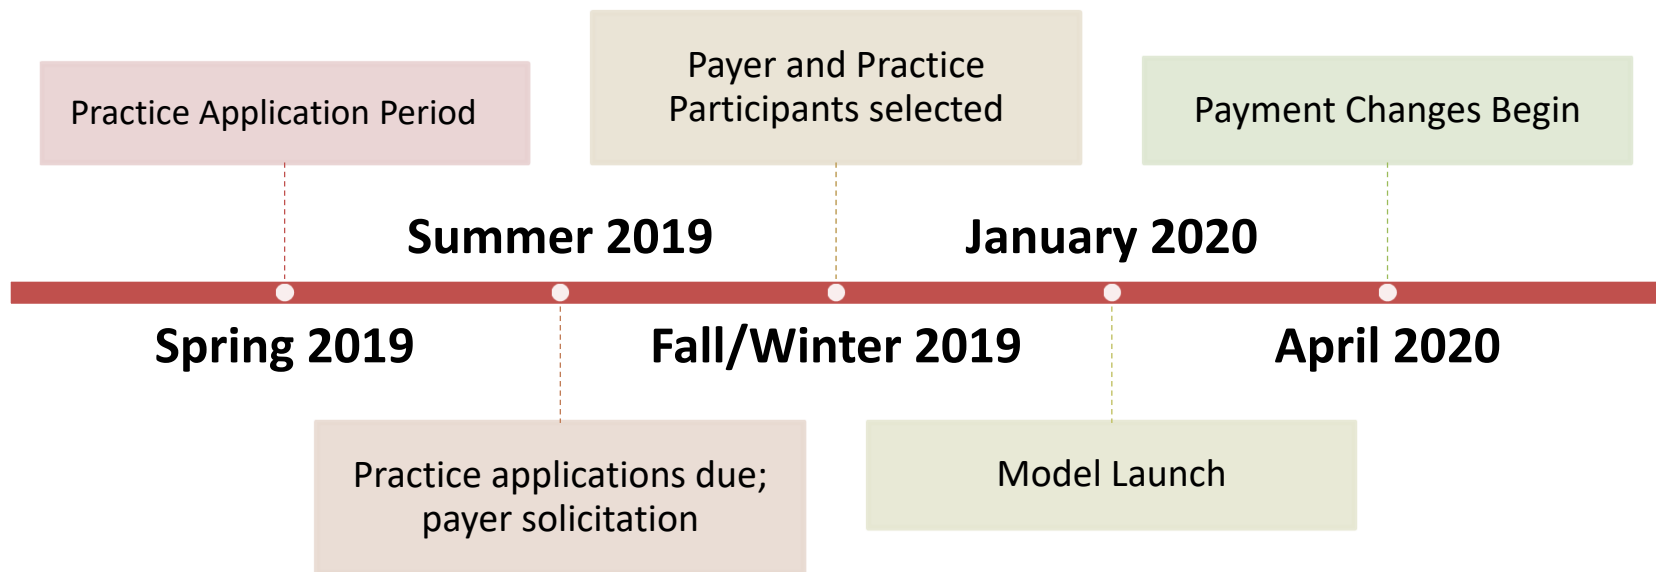 Practice Application Period
Payer and Practice
Participants selected
Payment Changes Begin
Summer 2019
January 2020
Spring 2019
Fall/Winter 2019
April 2020
Practice applications due;
payer solicitation
Model Launch